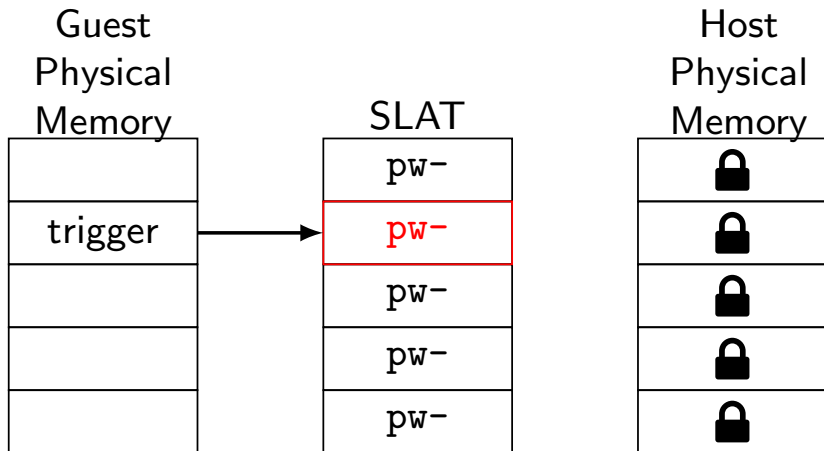 Guest
Physical
Memory
SLAT
Host
Physical
Memory
pw-
trigger
pw-
pw-
pw-
pw-